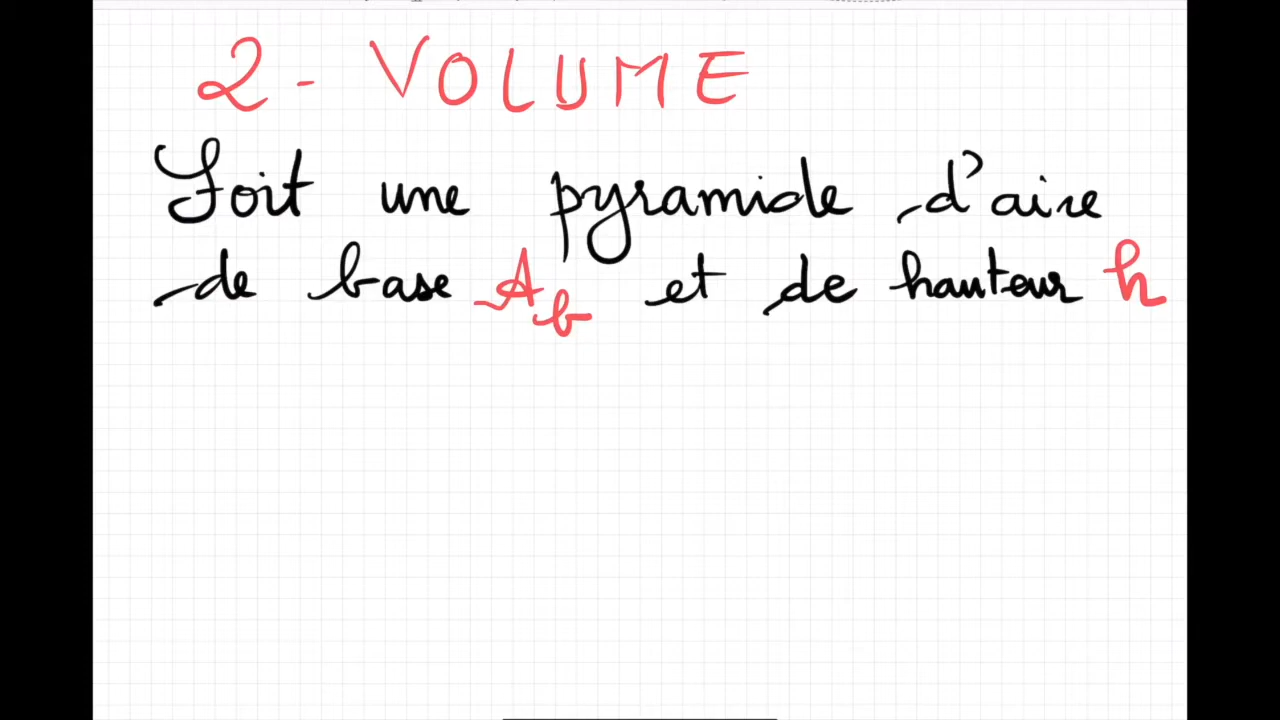 2 - VOLUME
Soit une pyramide d'aire
de base A_b et de hauteur h